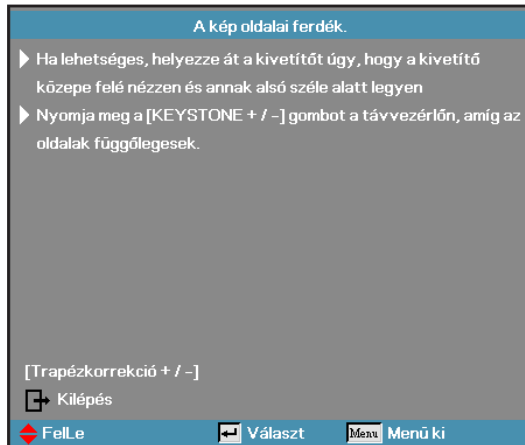 A kép oldalai ferdék.
Ha lehetséges, helyezze át a kivetítőt úgy, hogy a kivetítő
közepe felé nézzen és annak alsó széle alatt legyen
Nyomja meg a [KEYSTONE + / -] gombot a távvezérlőn, amíg az
oldalak függőlegesek.
[Trapézkorrekció + / -]
Kilépés
FelLe Választ Menu Menü ki